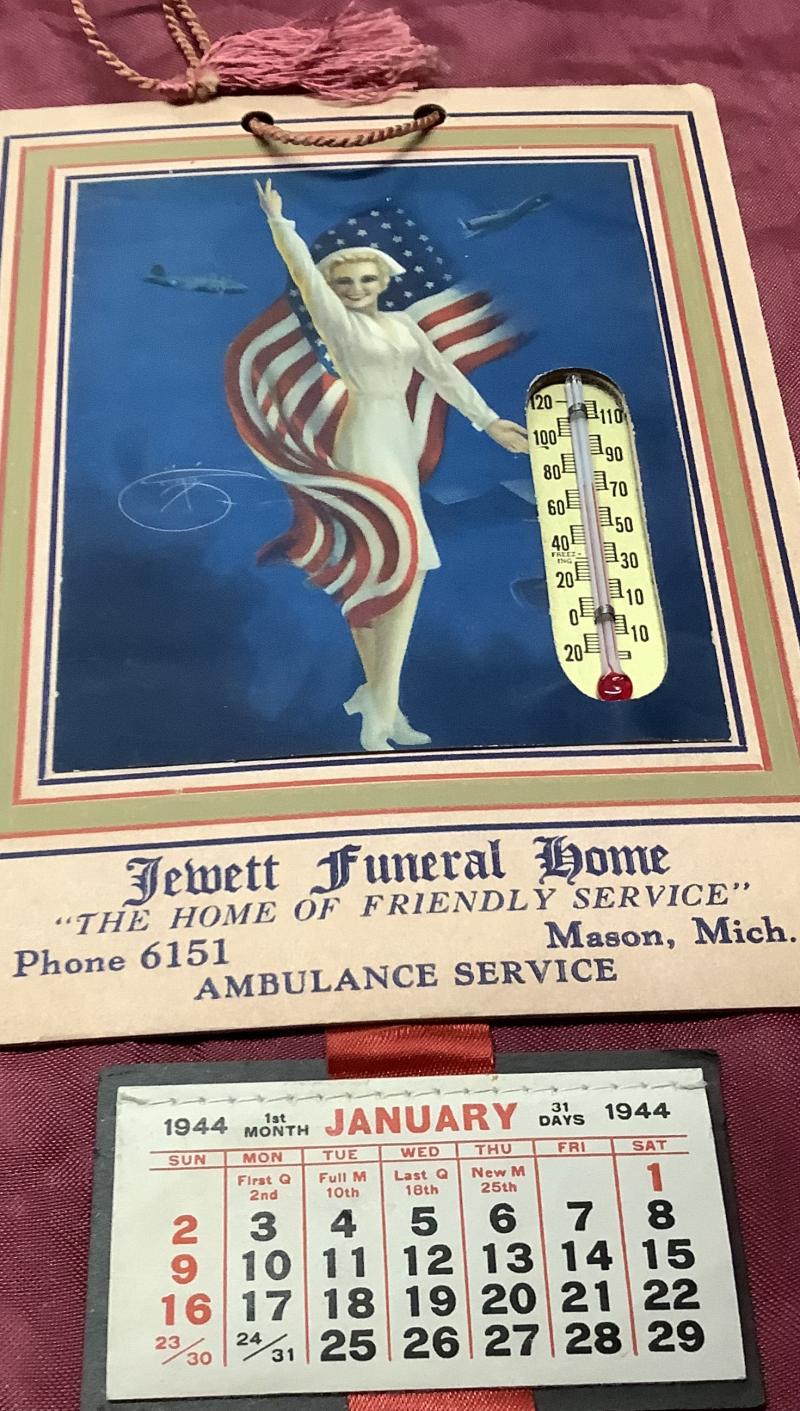 120 110
100 90
80 70
60 50
40 30
FREEZ-
ING
20 10
0 10
20
Jewett Funeral Home
"THE HOME OF FRIENDLY SERVICE"
Phone 6151 Mason, Mich.
AMBULANCE SERVICE
1944 1st MONTH JANUARY 31 DAYS 1944
SUN MON TUE WED THU FRI SAT
First Q 2nd Full M 10th Last Q 18th New M 25th 1
2 3 4 5 6 7 8
9 10 11 12 13 14 15
16 17 18 19 20 21 22
23/30 24/31 25 26 27 28 29